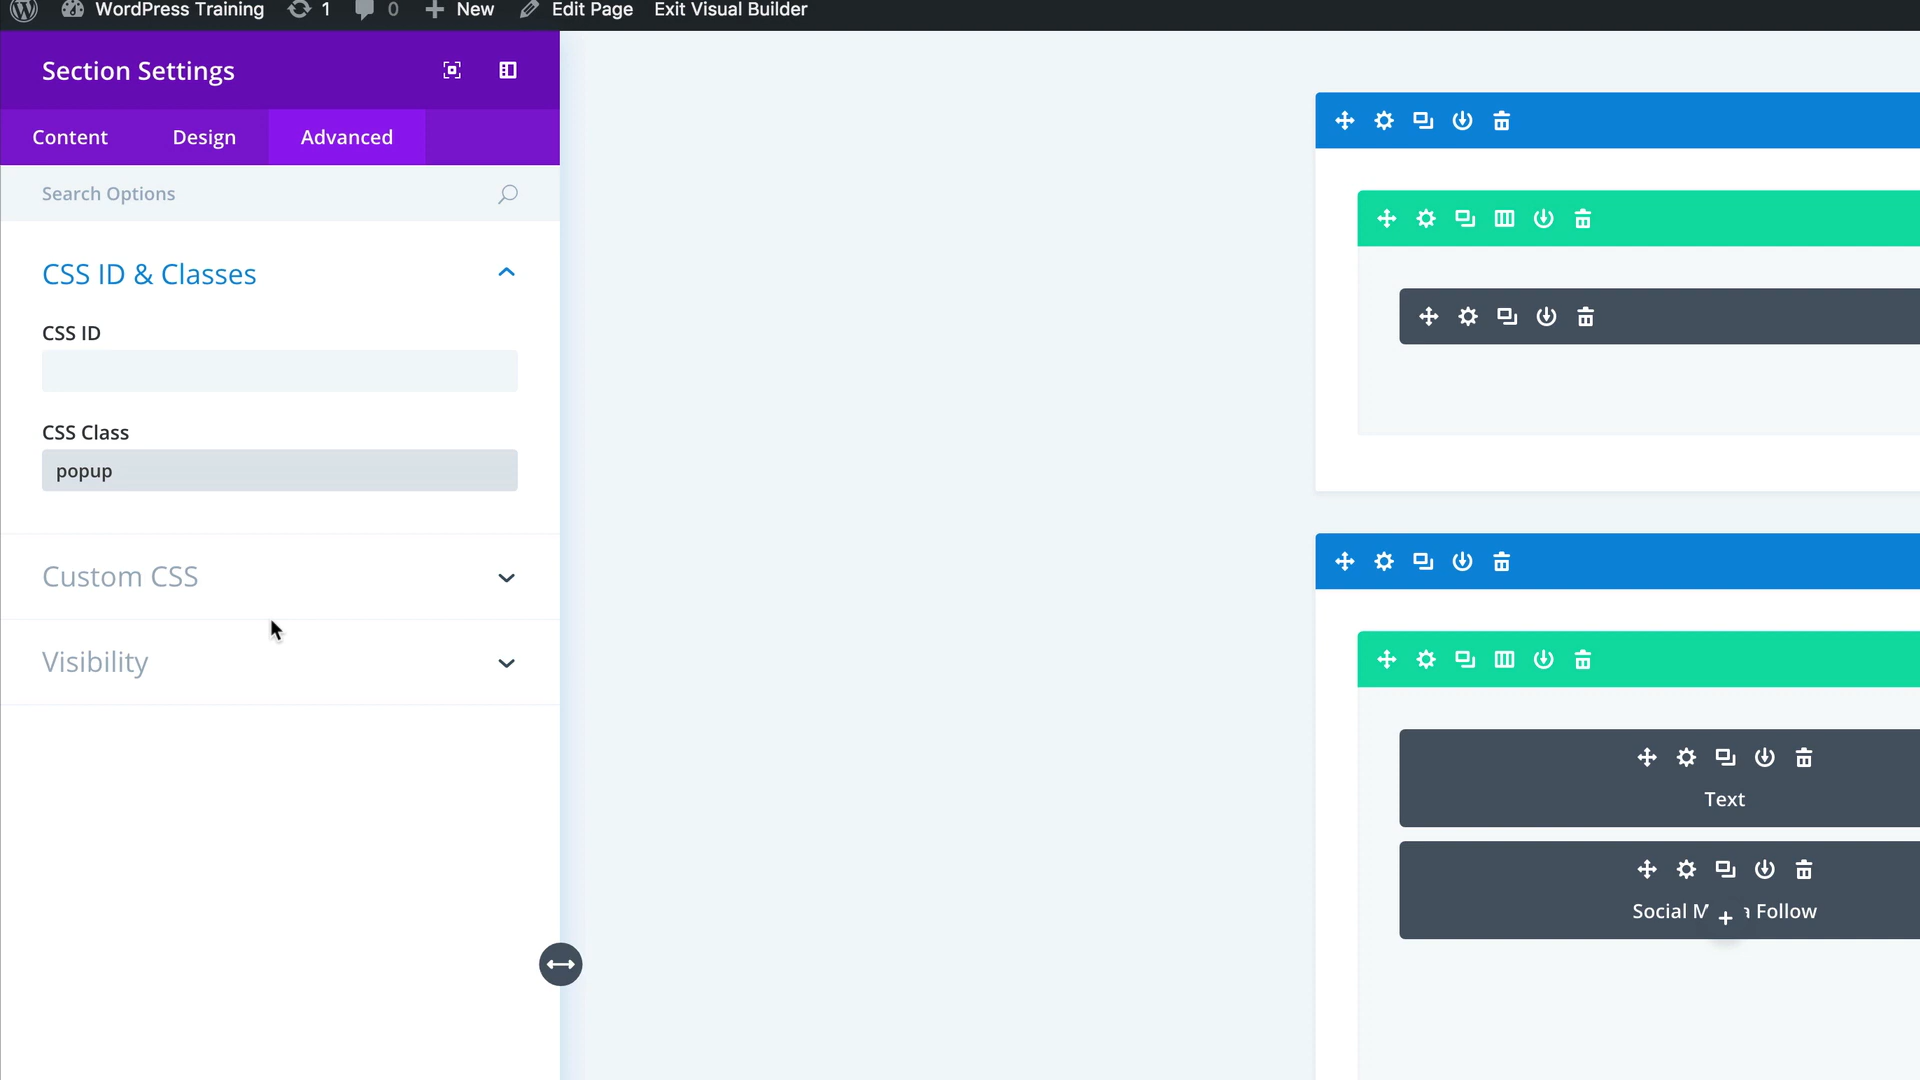 WordPress Training 1 0 New Edit Page Exit Visual Builder
Section Settings
Content Design Advanced
Search Options
CSS ID & Classes
CSS ID
CSS Class
popup
Custom CSS
Visibility
Text
Social M a Follow